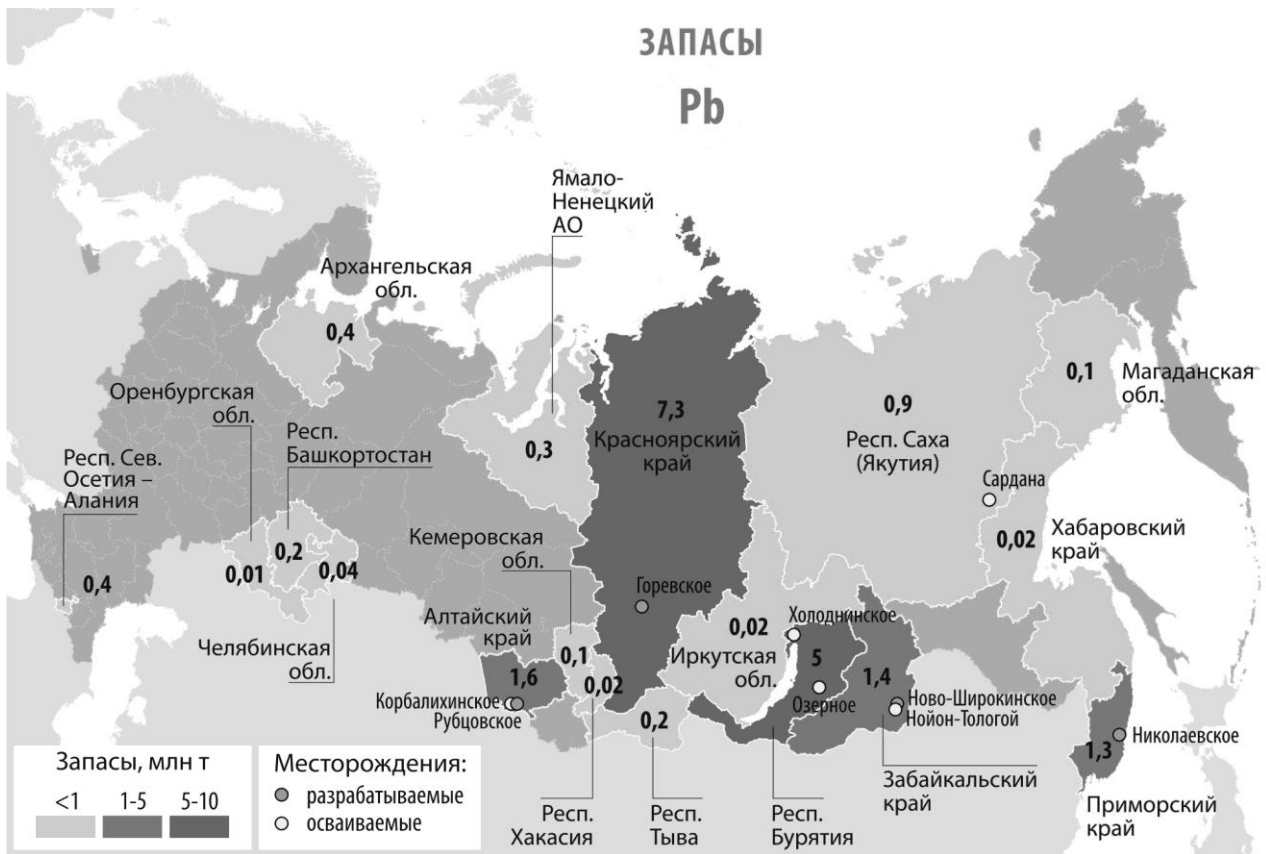 ЗАПАСЫ
Pb
Ямало-
Ненецкий
АО
Архангельская
обл.
0,4
Оренбургская
обл.
Респ.
Башкортостан
Респ. Сев.
Осетия –
Алания
0,3
7,3
Красноярский
край
0,9
Респ. Саха
(Якутия)
0,1
Магаданская
обл.
Сардана
Хабаровский
край
0,02
0,2
0,01
0,04
0,4
Кемеровская
обл.
Горевское
Челябинская
обл.
Алтайский
край
0,1
0,02
1,6
Корбалихинское
Рубцовское
0,2
0,02
Иркутская
обл.
Холоднинское
5
Озерное
1,4
Ново-Широкинское
Нойон-Тологой
1,3
Николаевское
Забайкальский
край
Приморский
край
Респ.
Хакасия
Респ.
Тыва
Респ.
Бурятия
Запасы, млн т
<1 1-5 5-10
Месторождения:
разрабатываемые
осваиваемые